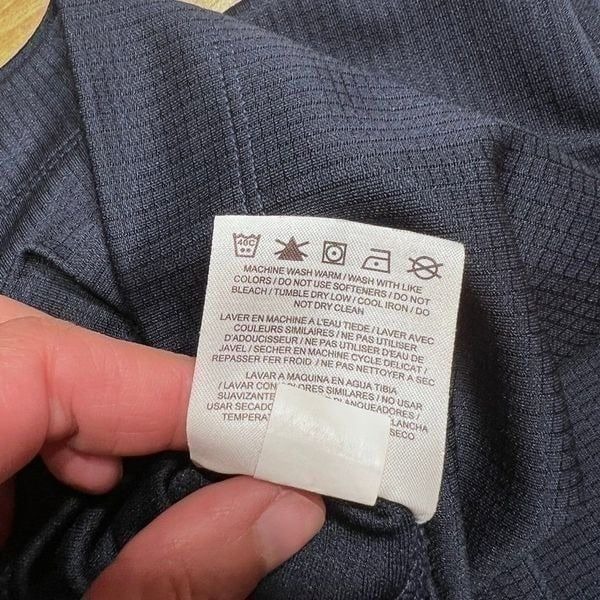 40C
MACHINE WASH WARM / WASH WITH LIKE
COLORS / DO NOT USE SOFTENERS / DO NOT
BLEACH / TUMBLE DRY LOW / COOL IRON / DO
NOT DRY CLEAN
LAVER EN MACHINE A L'EAU TIEDE / LAVER AVEC
COULEURS SIMILAIRES / NE PAS UTILISER
D'ADOUCISSEUR / NE PAS UTILISER D'EAU DE
JAVEL / SECHER EN MACHINE CYCLE DELICAT /
REPASSER FER FROID / NE PAS NETTOYER A SEC
LAVAR A MAQUINA EN AGUA TIBIA
/ LAVAR CON COLORES SIMILARES / NO USAR
SUAVIZANTE BLANQUEADORES /
USAR
SECO